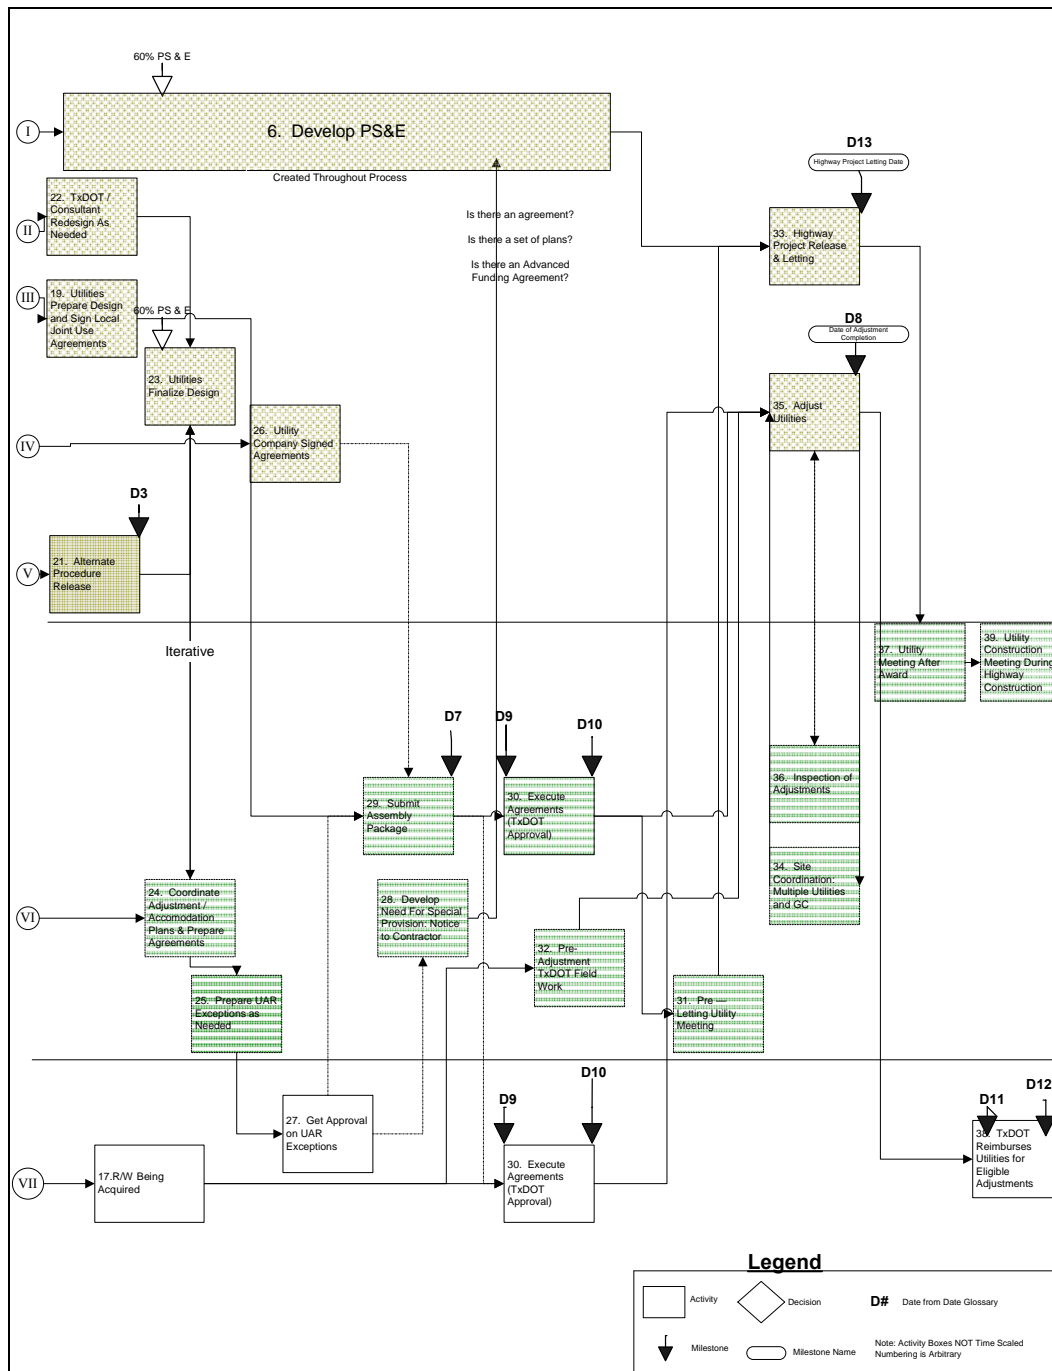 60% PS & E
6.  Develop PS&E
I
Created Throughout Process
D13
Highway Project Letting Date
22.  TxDOT /
Consultant
Redesign As
Needed
II
Is there an agreement?
Is there a set of plans?
Is there an Advanced
Funding Agreement?
33.  Highway
Project Release
& Letting
III
19.  Utilities
Prepare Design
and Sign Local
Joint Use
Agreements
60% PS & E
D8
Date of Adjustment
Completion
23.  Utilities
Finalize Design
35.  Adjust
Utilities
IV
26.  Utility
Company Signed
Agreements
D3
V
21.  Alternate
Procedure
Release
Iterative
37.  Utility
Meeting After
Award
39.  Utility
Construction
Meeting During
Highway
Construction
D7
D9
D10
29.  Submit
Assembly
Package
30.  Execute
Agreements
(TxDOT
Approval)
36.  Inspection of
Adjustments
34.  Site
Coordination:
Multiple Utilities
and GC
VI
24.  Coordinate
Adjustment /
Accomodation
Plans & Prepare
Agreements
28.  Develop
Need For Special
Provision: Notice
to Contractor
32.  Pre-
Adjustment
TxDOT Field
Work
25.  Prepare UAR
Exceptions as
Needed
31.  Pre —
Letting Utility
Meeting
27.  Get Approval
on UAR
Exceptions
D9
D10
D11
D12
VII
17.R/W Being
Acquired
30.  Execute
Agreements
(TxDOT
Approval)
38.  TxDOT
Reimburses
Utilities for
Eligible
Adjustments
Legend
Activity
Decision
D#
Date from Date Glossary
Milestone
Milestone Name
Note: Activity Boxes NOT Time Scaled
Numbering is Arbitrary